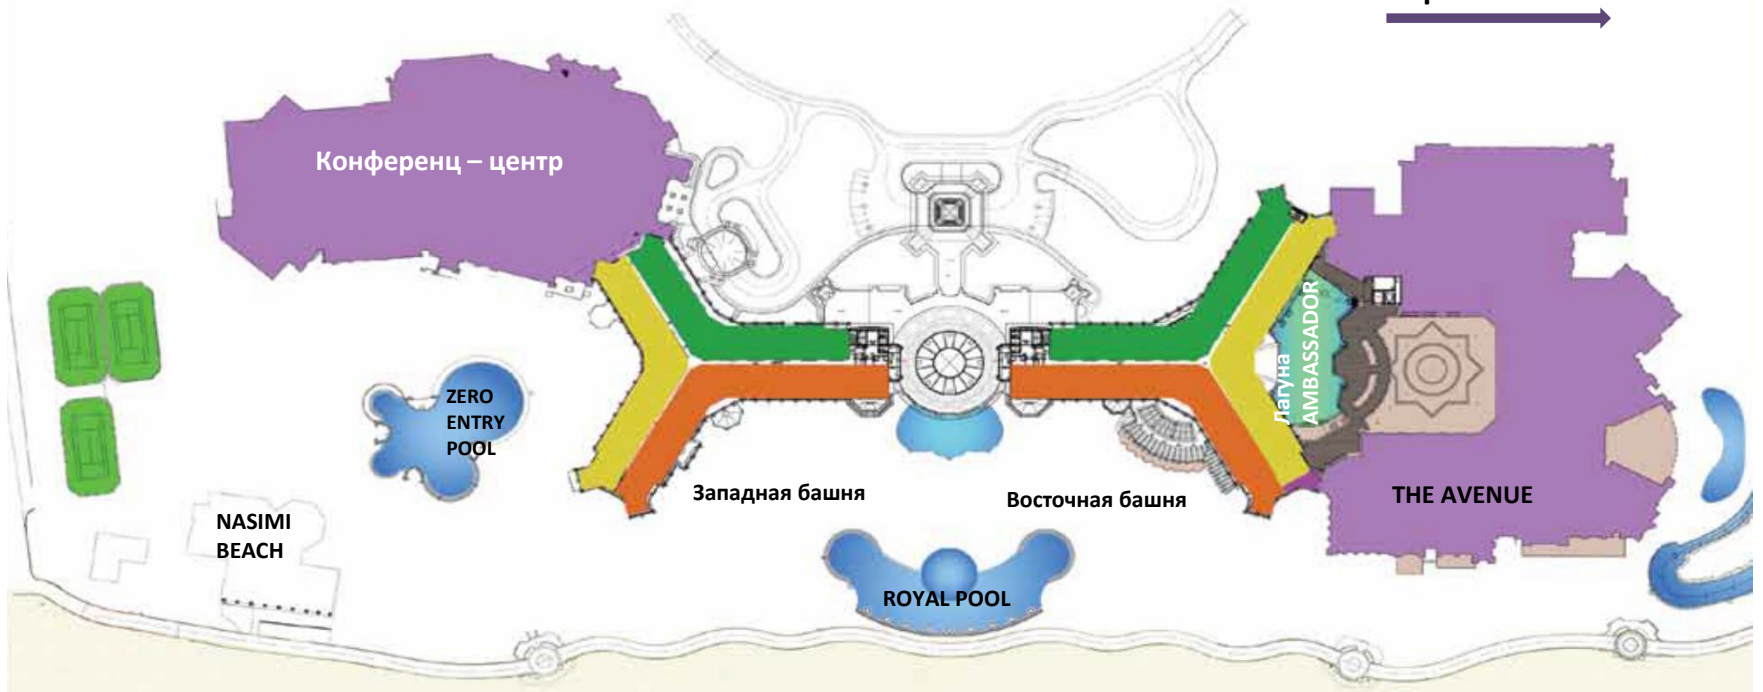 Конференц – центр
Лагуна
AMBASSADOR
ZERO
ENTRY
POOL
Западная башня
Восточная башня
THE AVENUE
NASIMI
BEACH
ROYAL POOL